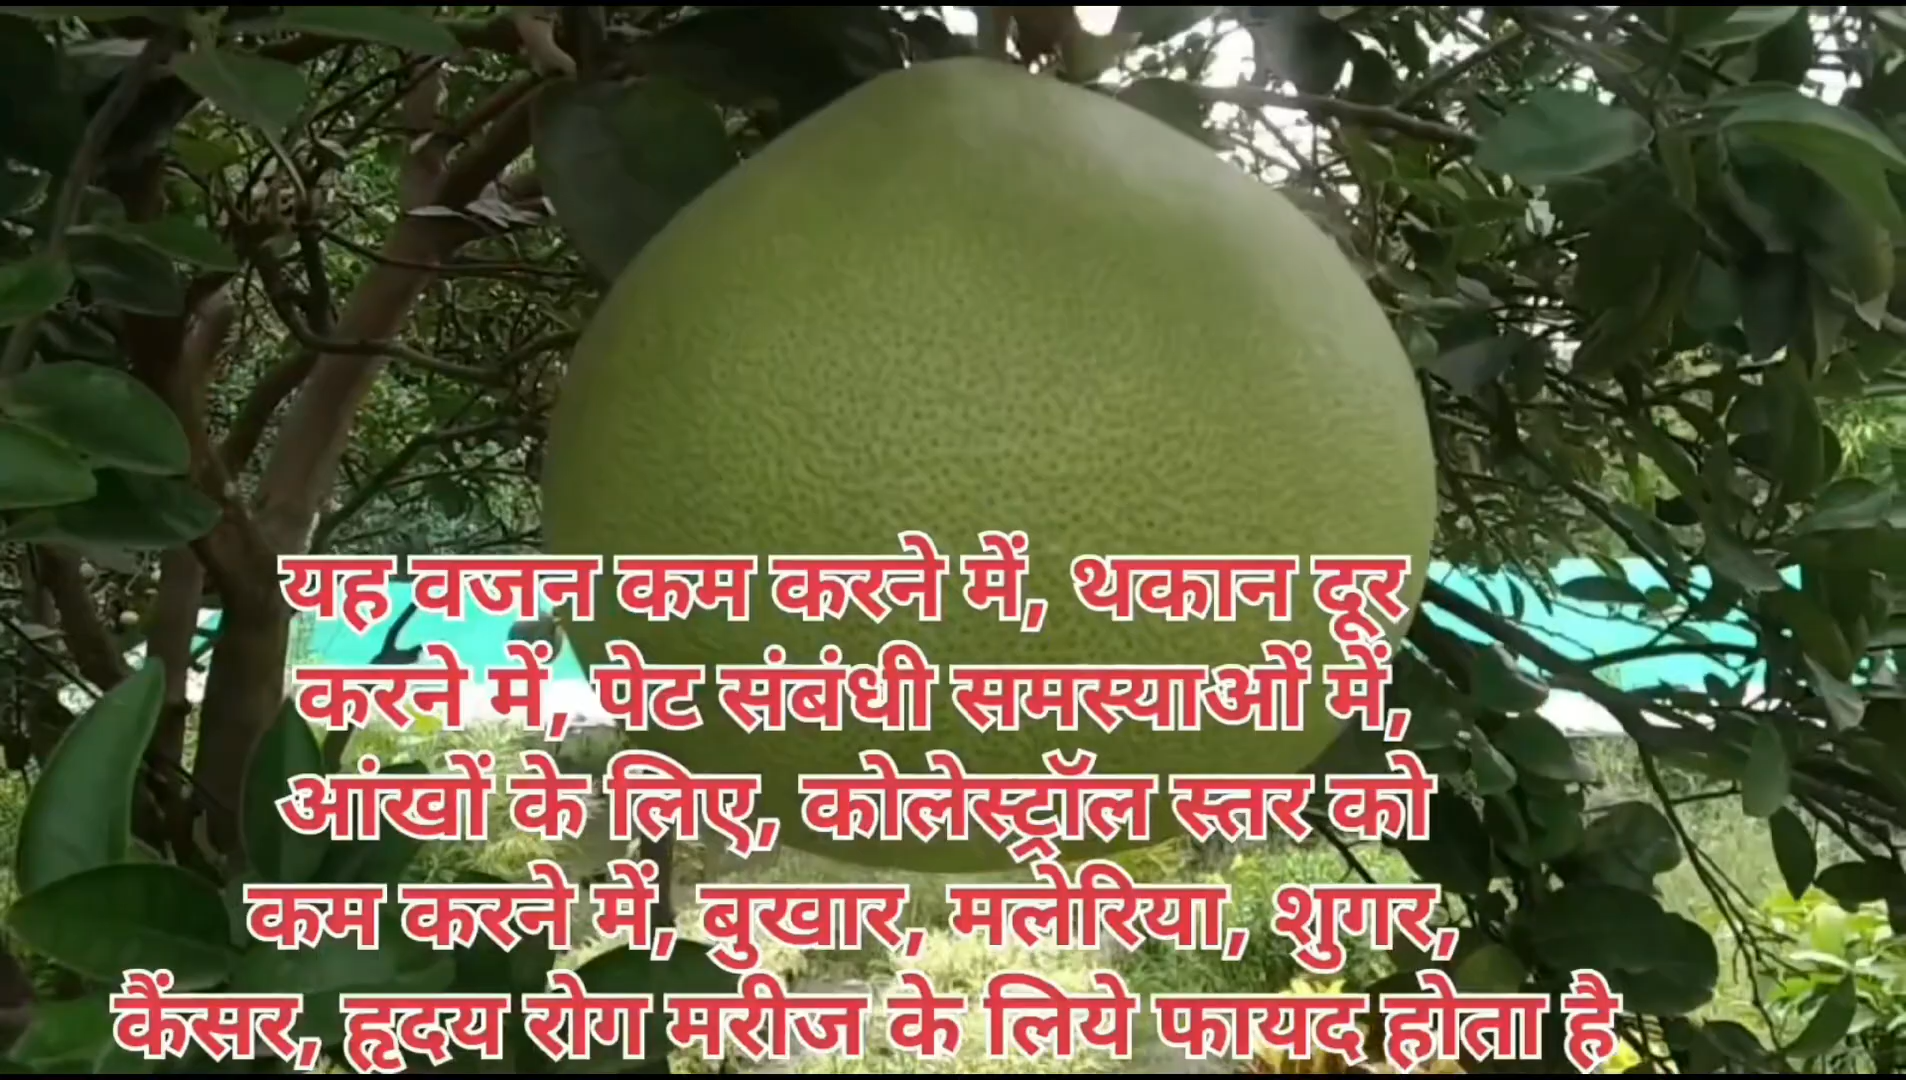 यह वजन कम करने में, थकान दूर
करने में, पेट संबंधी समस्याओं में,
आंखों के लिए, कोलेस्ट्रॉल स्तर को
कम करने में, बुखार, मलेरिया, शुगर,
कैंसर, हृदय रोग मरीज के लिये फायद होता है